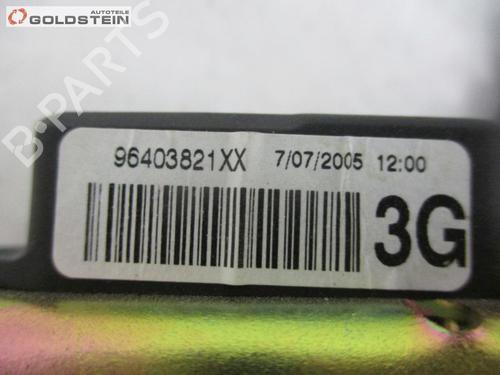 AUTOTEILE
GOLDSTEIN
B-PARTS
96403821XX 7/07/2005 12:00
3G